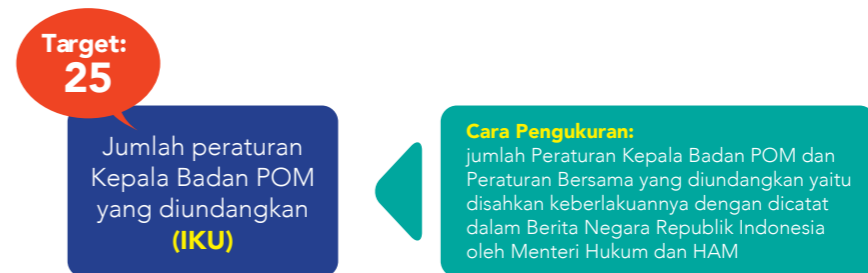 Target:
25
Jumlah peraturan
Kepala Badan POM
yang diundangkan
(IKU)
Cara Pengukuran:
jumlah Peraturan Kepala Badan POM dan
Peraturan Bersama yang diundangkan yaitu
disahkan keberlakuannya dengan dicatat
dalam Berita Negara Republik Indonesia
oleh Menteri Hukum dan HAM